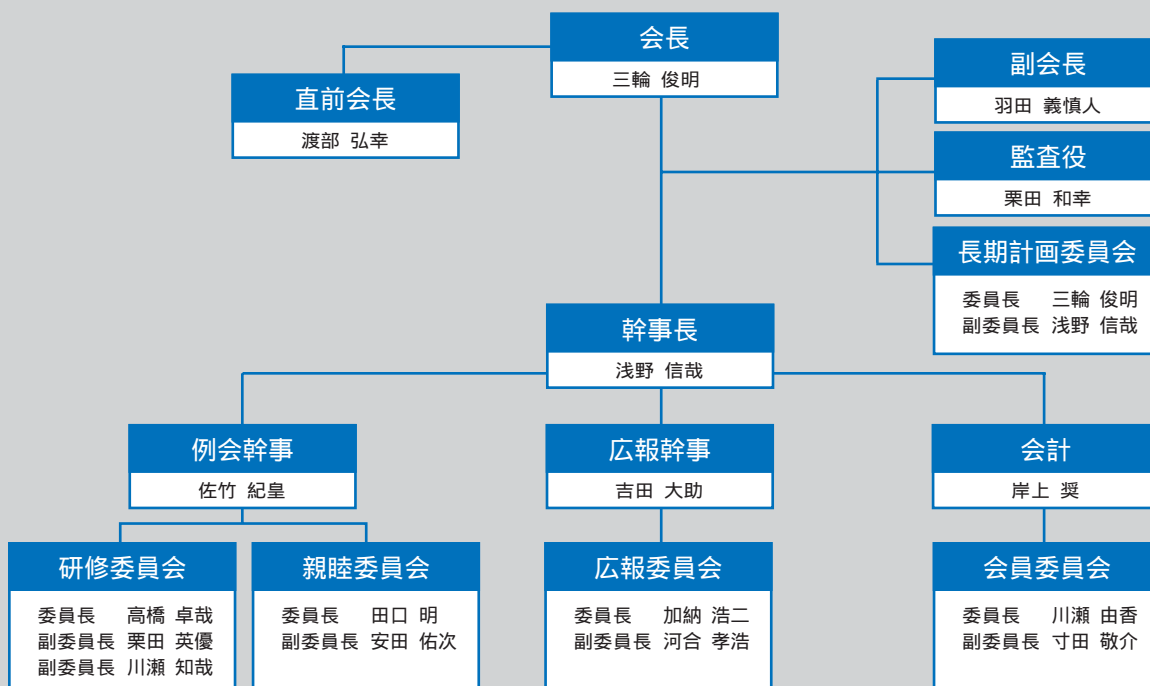 会長
三輪 俊明
直前会長
渡部 弘幸
副会長
羽田 義慎人
監査役
栗田 和幸
長期計画委員会
委員長 三輪 俊明
副委員長 浅野 信哉
幹事長
浅野 信哉
例会幹事
佐竹 紀皇
広報幹事
吉田 大助
会計
岸上 奨
研修委員会
委員長 高橋 卓哉
副委員長 栗田 英優
副委員長 川瀬 知哉
親睦委員会
委員長 田口 明
副委員長 安田 佑次
広報委員会
委員長 加納 浩二
副委員長 河合 孝浩
会員委員会
委員長 川瀬 由香
副委員長 寸田 敬介